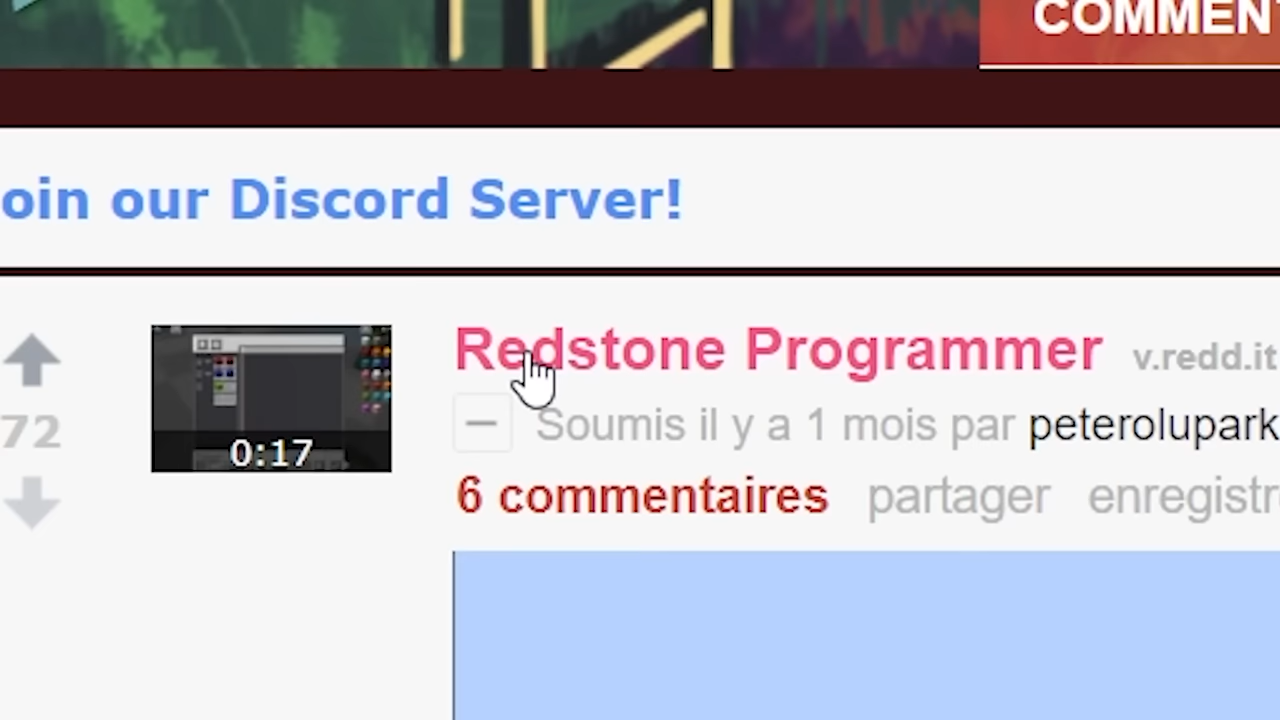 COMMENT
oin our Discord Server!
Redstone Programmer v.redd.it
72
0:17
Soumis il y a 1 mois par peterolupark
6 commentaires partager enregistr